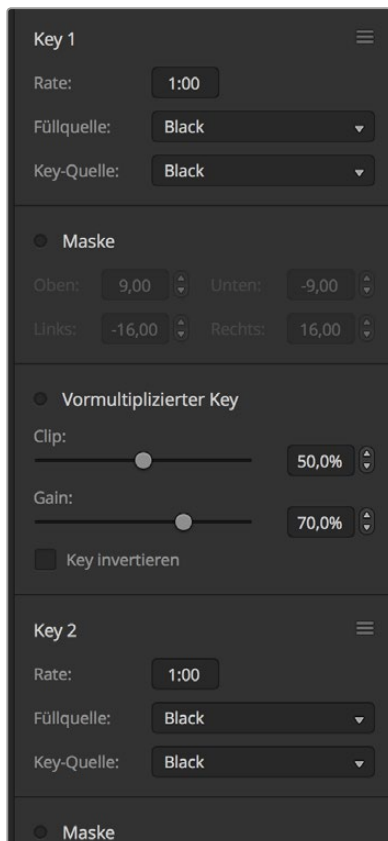 Key 1
Rate: 1:00
Füllquelle: Black
Key-Quelle: Black
Maske
Oben: 9,00 Unten: -9,00
Links: -16,00 Rechts: 16,00
Vormultiplizierter Key
Clip:
50,0%
Gain:
70,0%
Key invertieren
Key 2
Rate: 1:00
Füllquelle: Black
Key-Quelle: Black
Maske